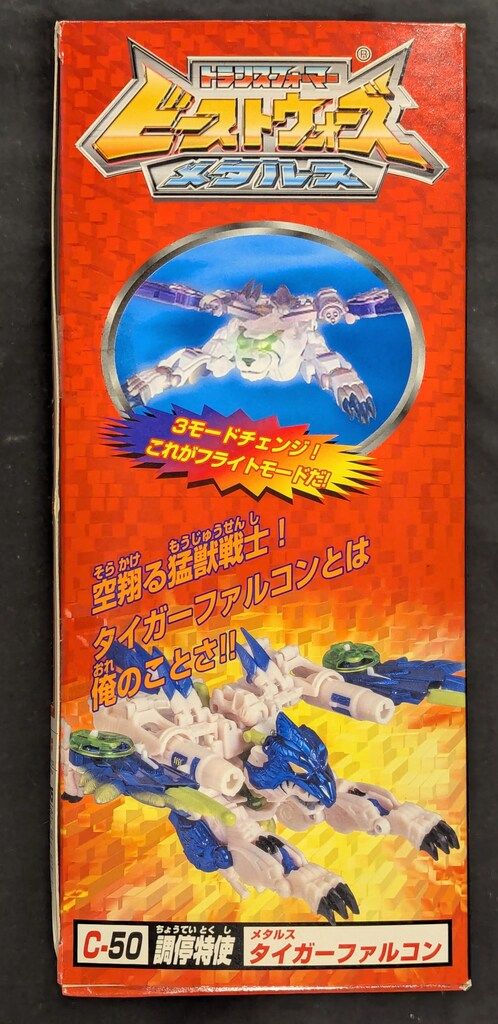 トランスフォーマー
®
ビーストウォーズ
メタルス
3モードチェンジ!
これがフライトモードだ!
そらかけ もうじゅうせんし
空翔る猛獣戦士!
タイガーファルコンとは
おれ
俺のことさ!!
ちょうていとくし メタルス
C-50 調停特使 タイガーファルコン